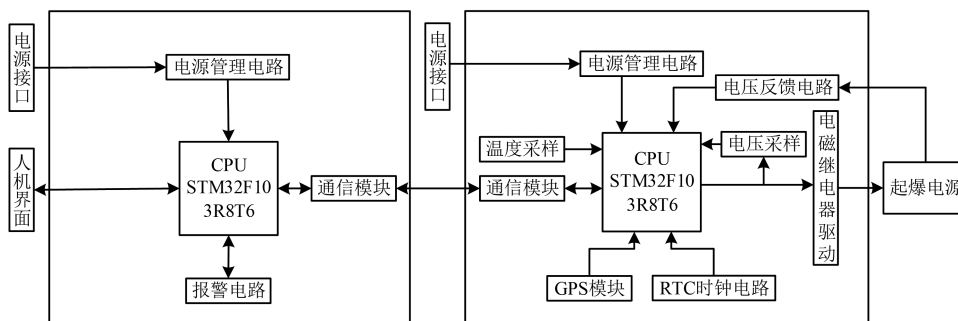 电源接口
电源管理电路
人机界面
CPU
STM32F10
3R8T6
通信模块
报警电路
电源接口
电源管理电路
电压反馈电路
温度采样
通信模块
CPU
STM32F10
3R8T6
电压采样
电磁继电器驱动
起爆电源
GPS模块
RTC时钟电路